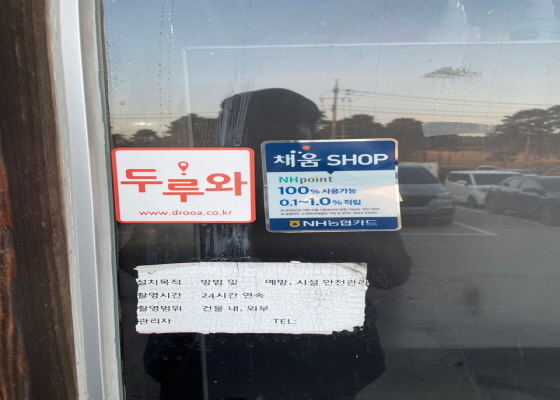 두루와
www.drooa.co.kr
채움 SHOP
NHpoint
100% 사용가능
0.1~1.0% 적립
NH농협카드
설치목적 방범 및 예방, 시설 안전관리
촬영시간 24시간 연속
촬영범위 건물 내, 외부
관리자 TEL: